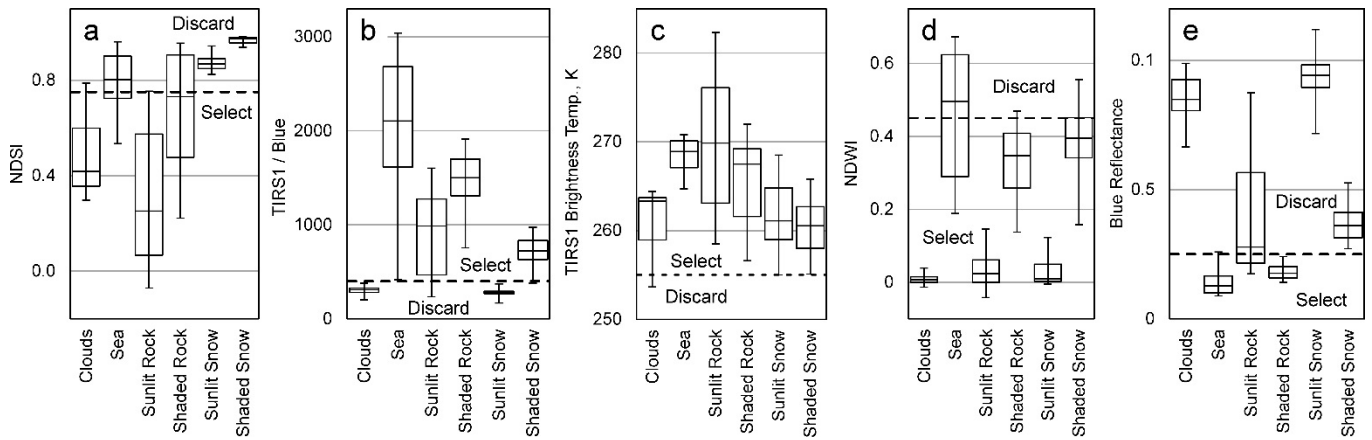 a
NDSI
0.8
0.4
0.0
Discard
Select
Clouds
Sea
Sunlit Rock
Shaded Rock
Sunlit Snow
Shaded Snow
b
TIRS1 / Blue
3000
2000
1000
0
Select
Discard
Clouds
Sea
Sunlit Rock
Shaded Rock
Sunlit Snow
Shaded Snow
c
TIRS1 Brightness Temp., K
290
280
270
260
250
Select
Discard
Clouds
Sea
Sunlit Rock
Shaded Rock
Sunlit Snow
Shaded Snow
d
NDWI
0.6
0.4
0.2
0
Discard
Select
Clouds
Sea
Sunlit Rock
Shaded Rock
Sunlit Snow
Shaded Snow
e
Blue Reflectance
0.1
0.5
0
Discard
Select
Clouds
Sea
Sunlit Rock
Shaded Rock
Sunlit Snow
Shaded Snow